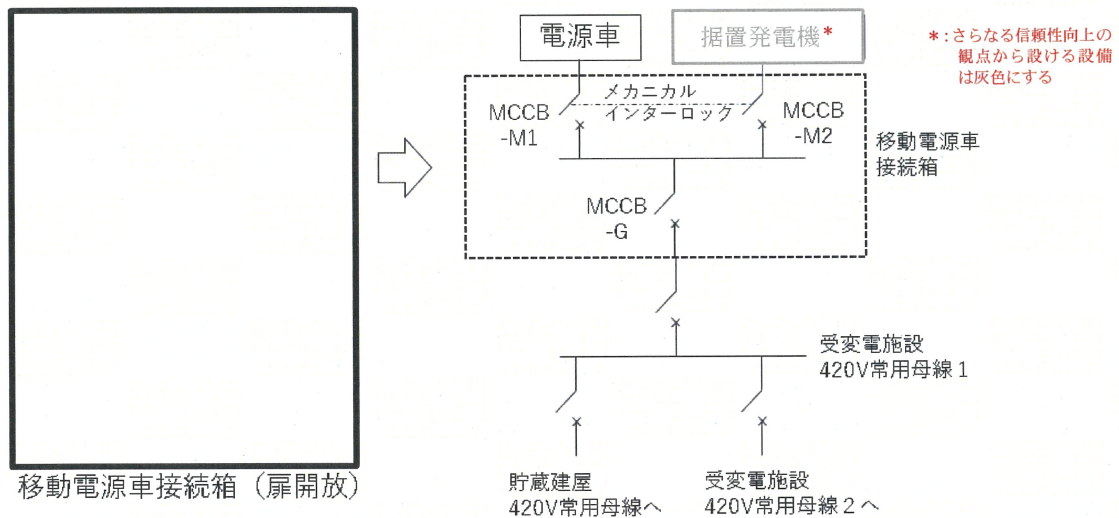 電源車
据置発電機*
*:さらなる信頼性向上の
観点から設ける設備
は灰色にする
メカニカル
インターロック
MCCB
-M1
MCCB
-M2
移動電源車
接続箱
MCCB
-G
受変電施設
420V常用母線1
貯蔵建屋
420V常用母線へ
受変電施設
420V常用母線2へ
移動電源車接続箱（扉開放）